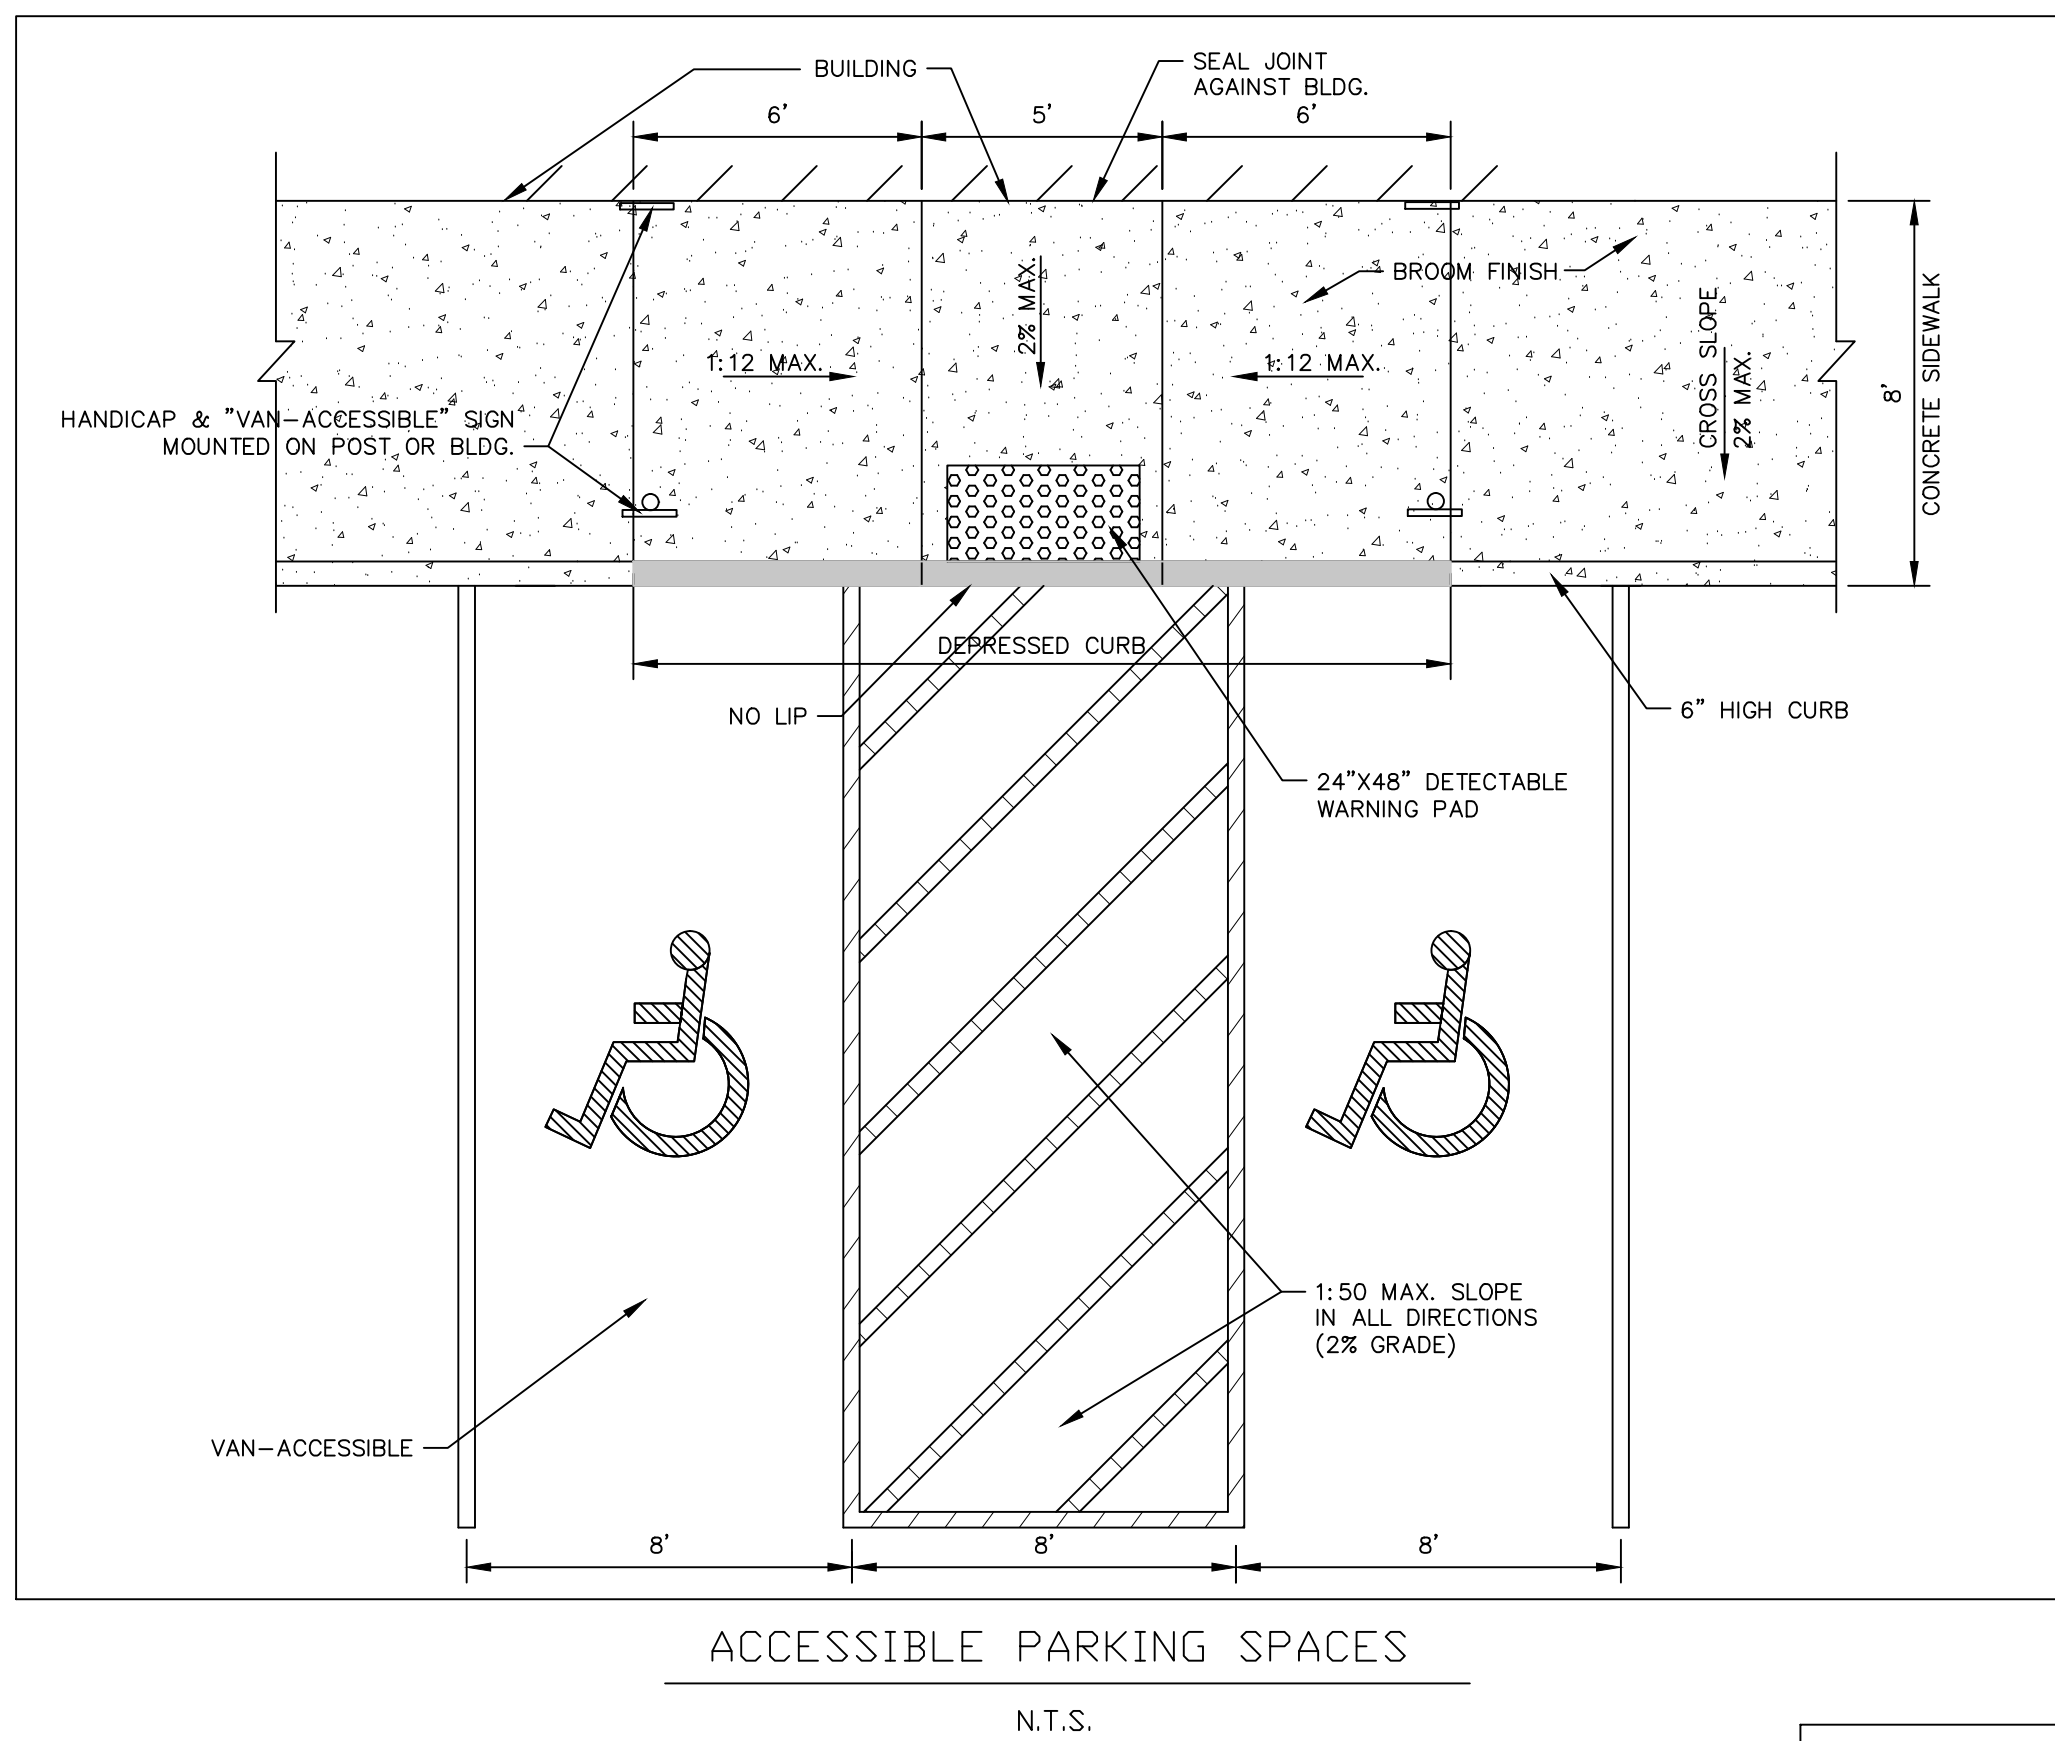 BUILDING
SEAL JOINT
AGAINST BLDG.
6'
5'
6'
BROOM FINISH
2% MAX.
1:12 MAX.
1:12 MAX.
CROSS SLOPE
2% MAX.
8'
CONCRETE SIDEWALK
HANDICAP & "VAN-ACCESSIBLE" SIGN
MOUNTED ON POST OR BLDG.
DEPRESSED CURB
NO LIP
6" HIGH CURB
24"X48" DETECTABLE
WARNING PAD
1:50 MAX. SLOPE
IN ALL DIRECTIONS
(2% GRADE)
VAN-ACCESSIBLE
8'
8'
8'
ACCESSIBLE PARKING SPACES
N.T.S.